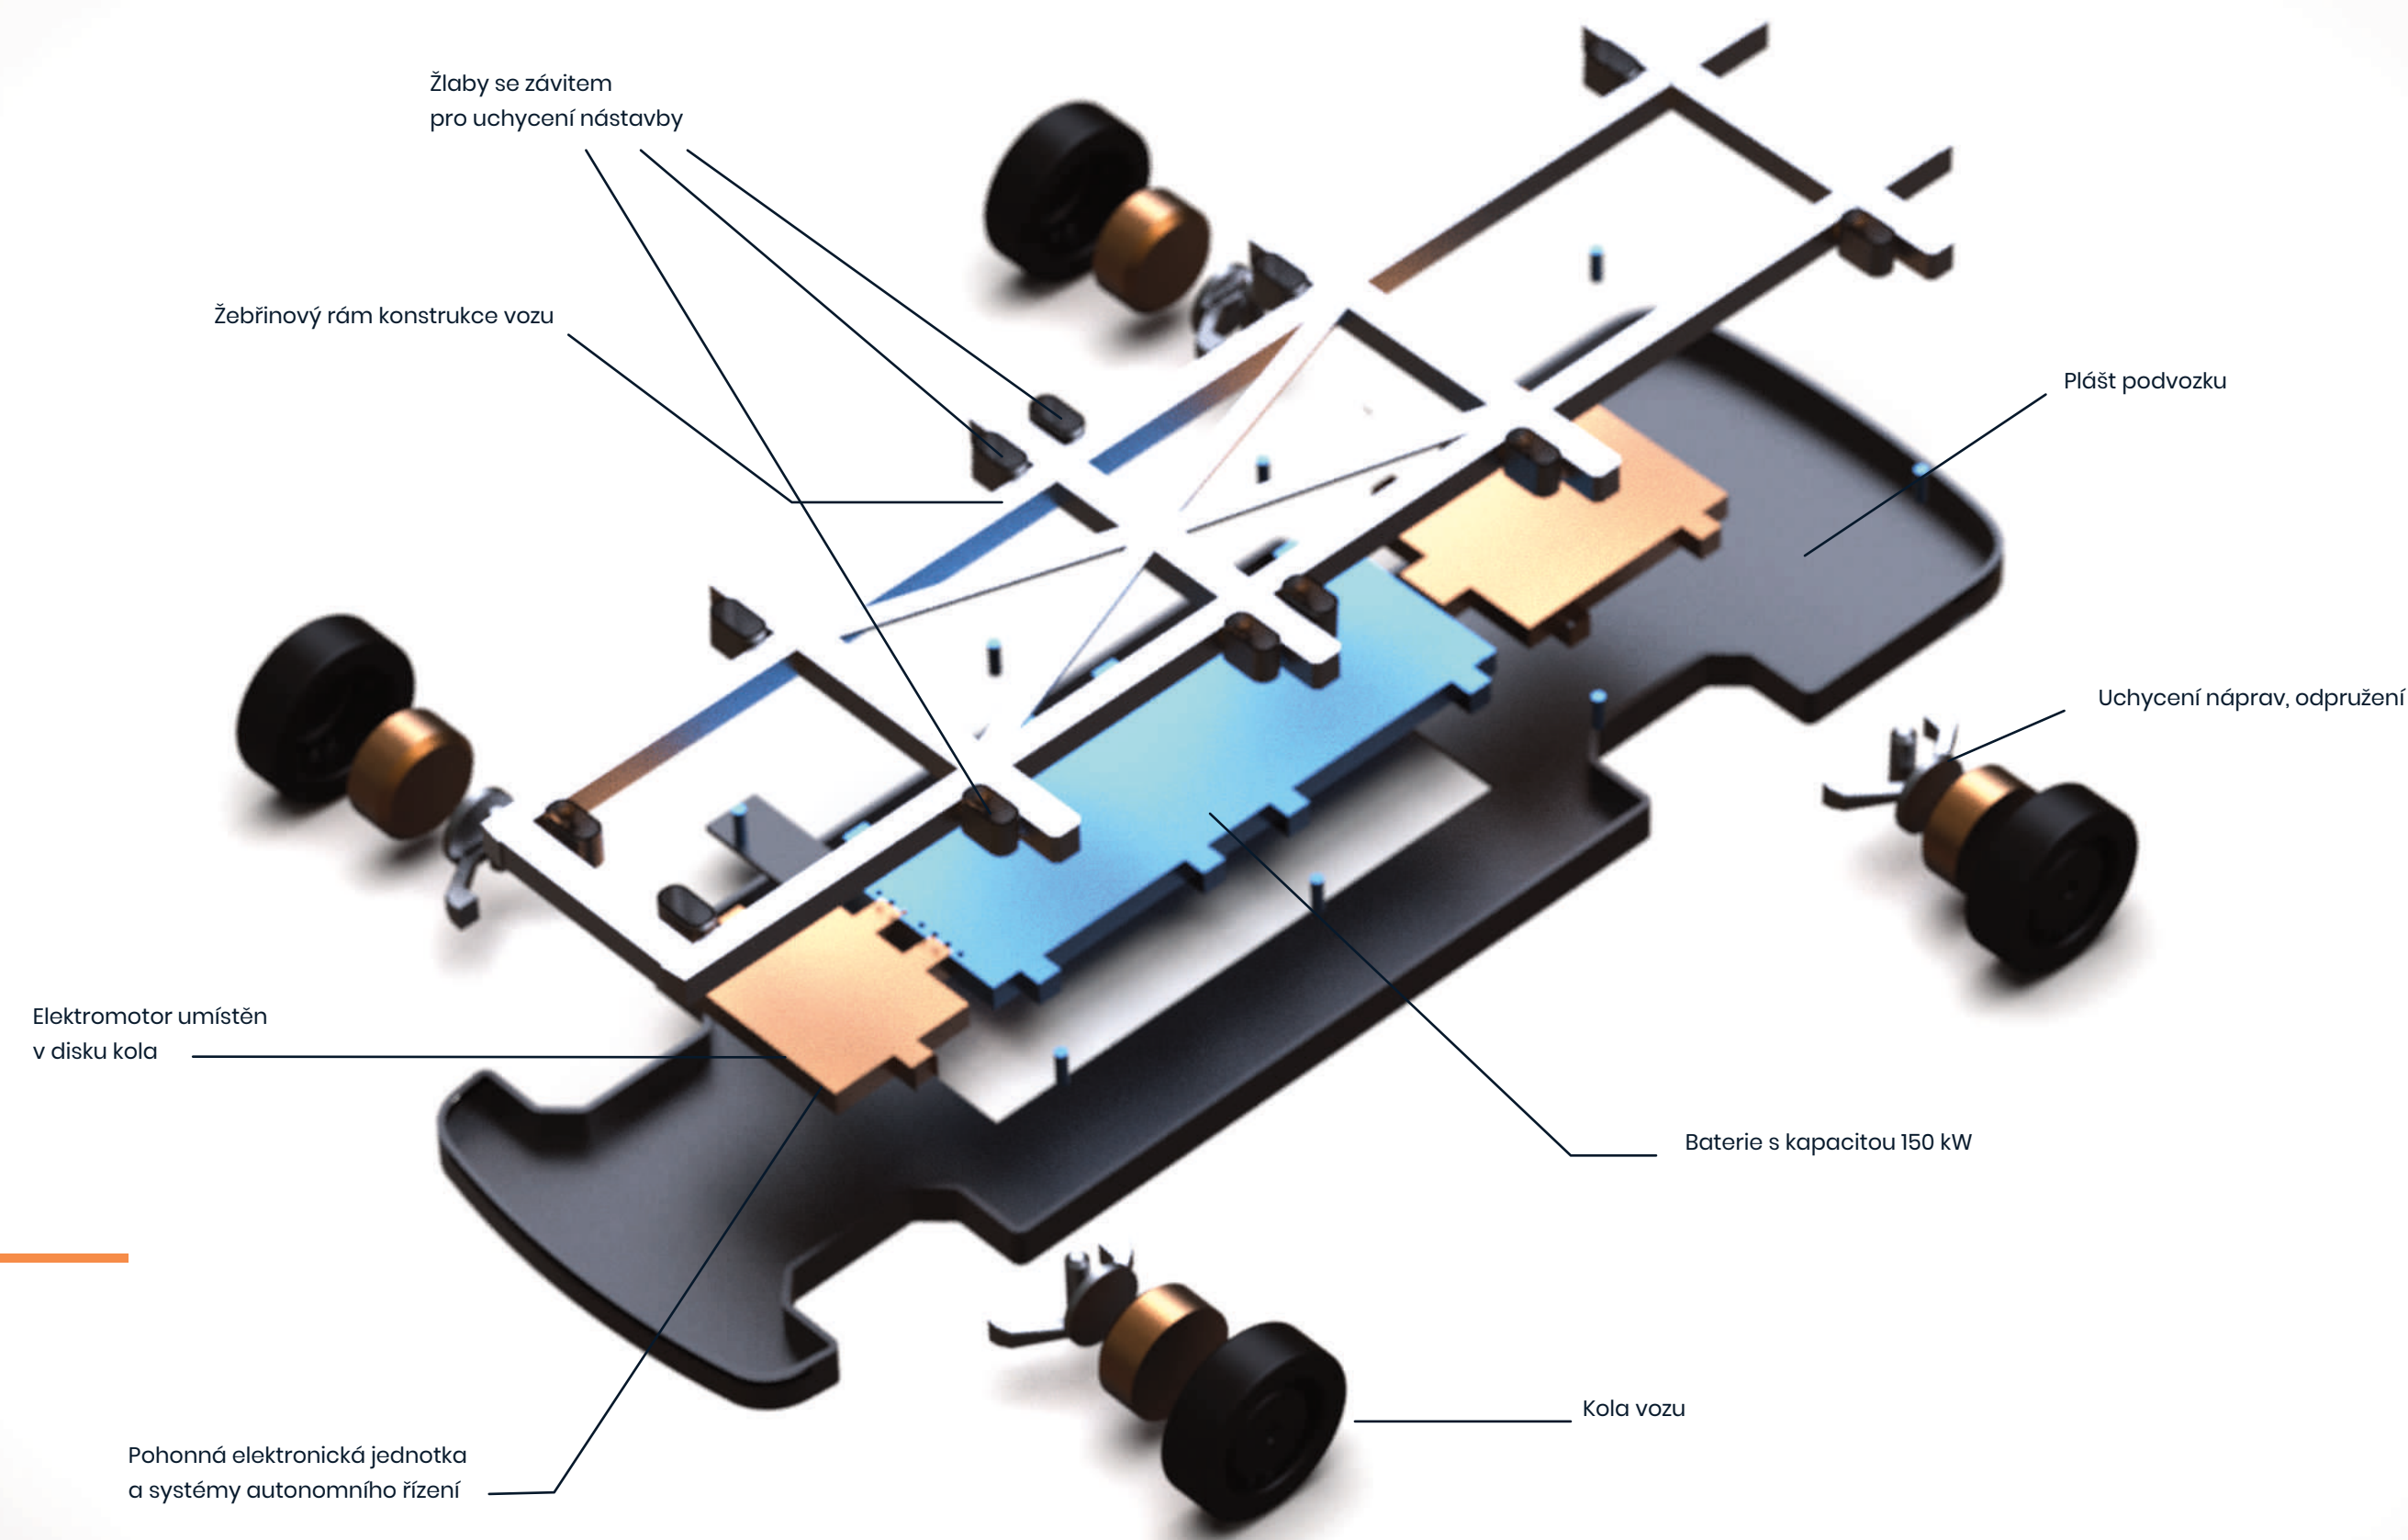 Žlaby se závitem
pro uchycení nástavby
Žebřinový rám konstrukce vozu
Plášt podvozku
Uchycení náprav, odpružení
Elektromotor umístěn
v disku kola
Baterie s kapacitou 150 kW
Kola vozu
Pohonná elektronická jednotka
a systémy autonomního řízení